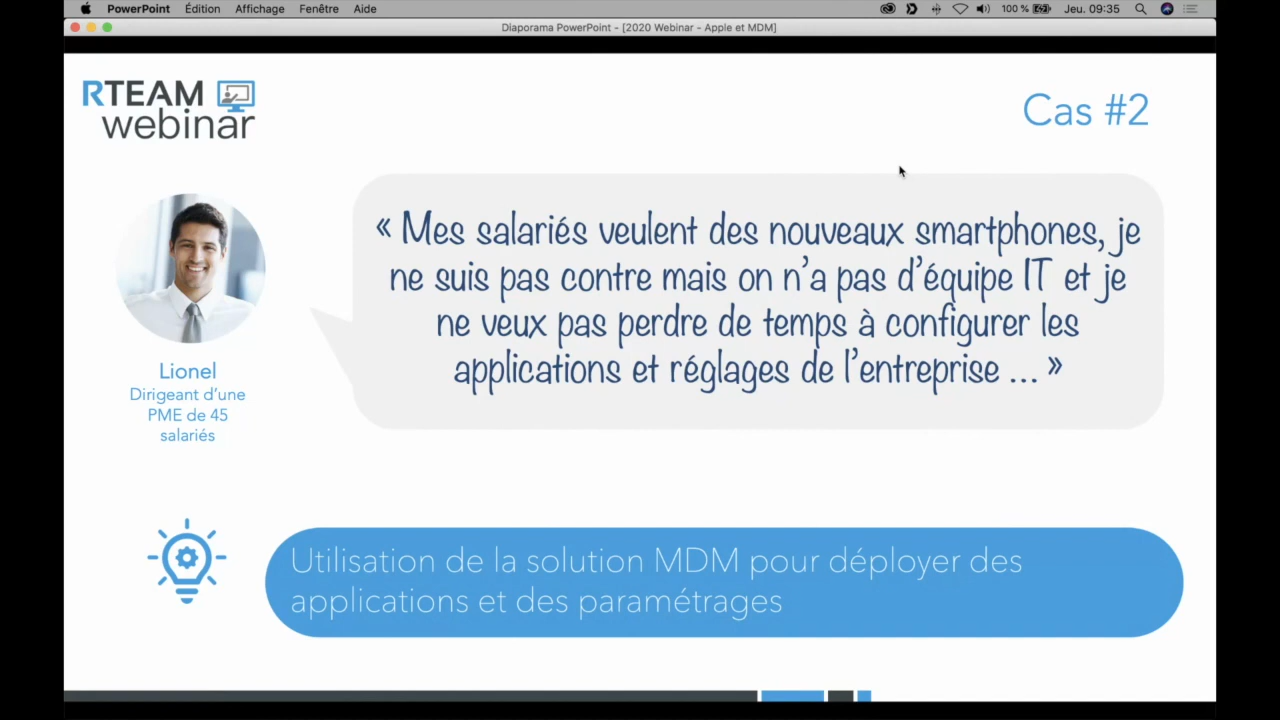 PowerPoint Édition Affichage Fenêtre Aide 100 % Jeu. 09:35
Diaporama PowerPoint - [2020 Webinar - Apple et MDM]
RTEAM
webinar
Cas #2
« Mes salariés veulent des nouveaux smartphones, je
ne suis pas contre mais on n’a pas d’équipe IT et je
ne veux pas perdre de temps à configurer les
applications et réglages de l’entreprise ... »
Lionel
Dirigeant d’une
PME de 45
salariés
Utilisation de la solution MDM pour déployer des
applications et des paramétrages